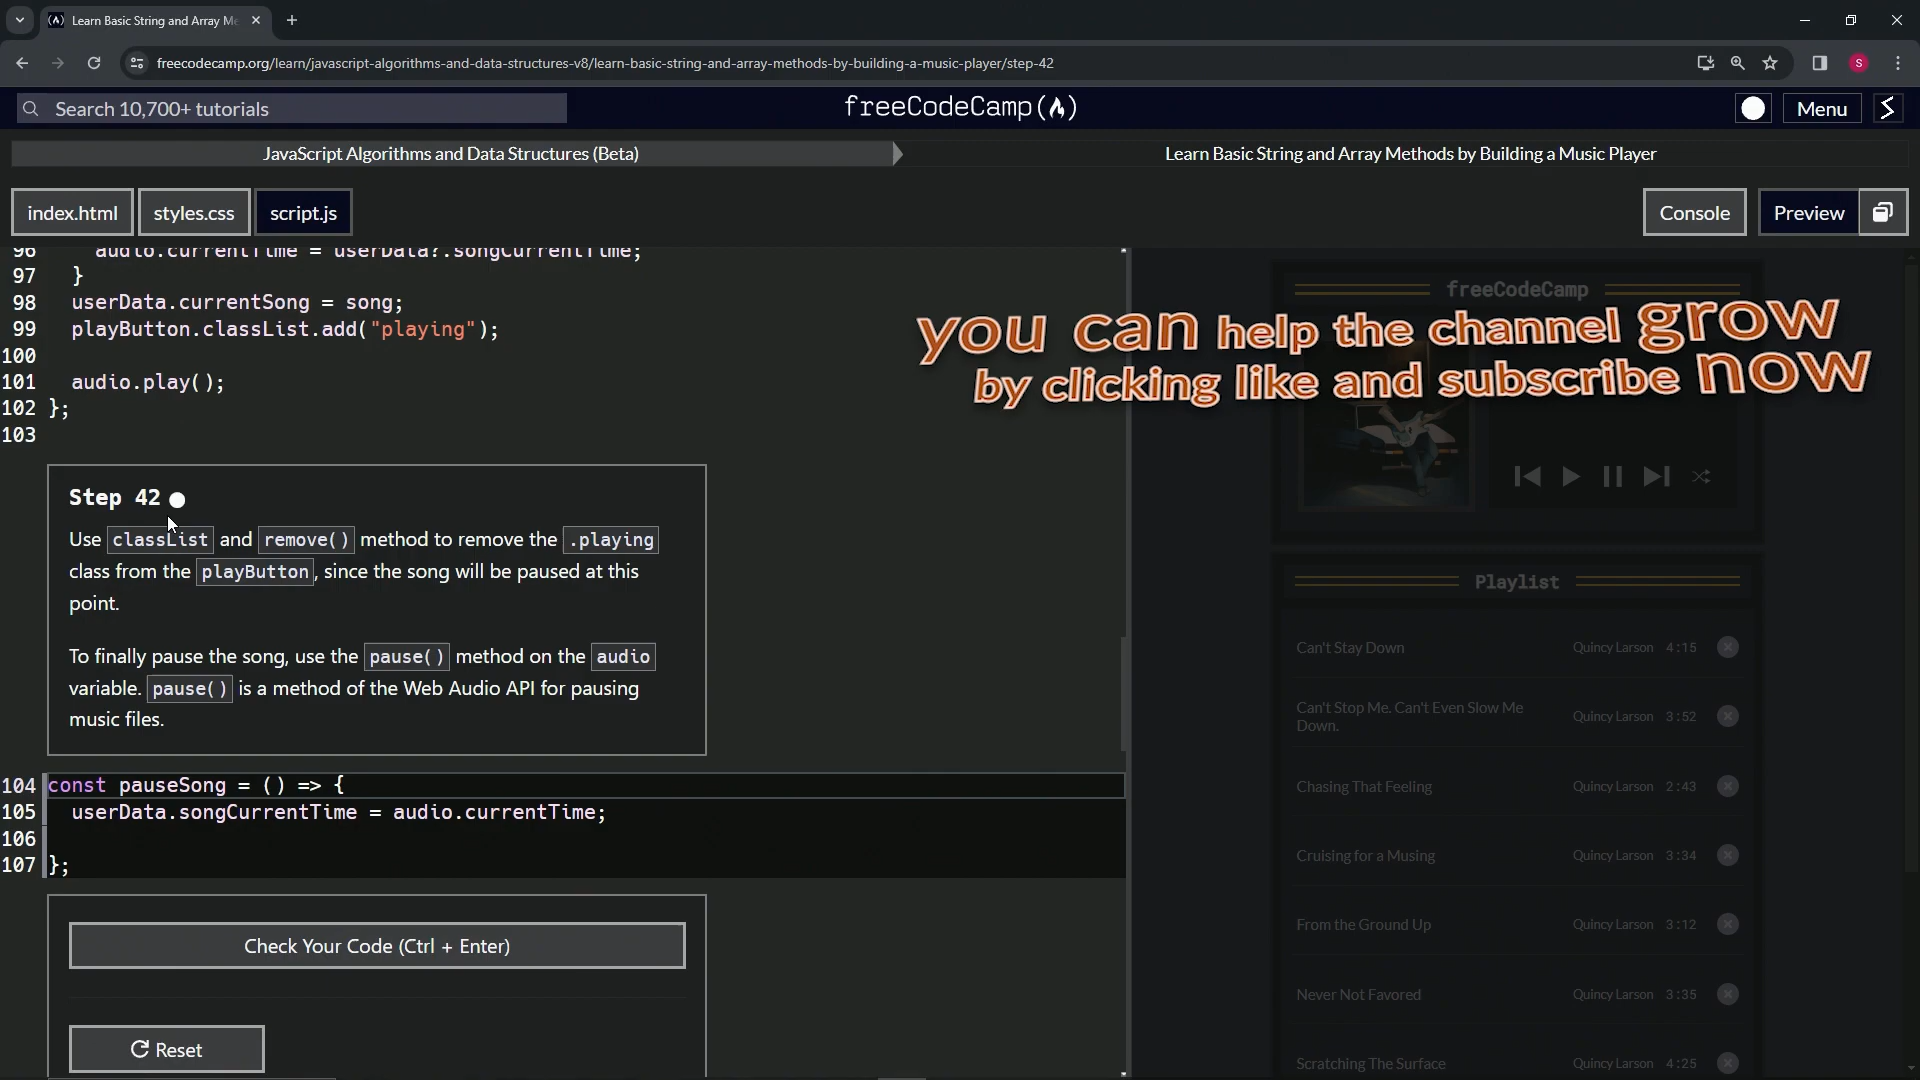 Learn Basic String and Array Me
freecodecamp.org/learn/javascript-algorithms-and-data-structures-v8/learn-basic-string-and-array-methods-by-building-a-music-player/step-42
S
Search 10,700+ tutorials
freeCodeCamp(🔥)
Menu
JavaScript Algorithms and Data Structures (Beta)
Learn Basic String and Array Methods by Building a Music Player
index.html
styles.css
script.js
Console
Preview
96 audio.currentTime = userData?.songCurrentTime;
97 }
98 userData.currentSong = song;
99 playButton.classList.add("playing");
100
101 audio.play();
102 };
103
Step 42
Use classList and remove() method to remove the .playing
class from the playButton, since the song will be paused at this
point.
To finally pause the song, use the pause() method on the audio
variable. pause() is a method of the Web Audio API for pausing
music files.
104 const pauseSong = () => {
105 userData.songCurrentTime = audio.currentTime;
106
107 };
Check Your Code (Ctrl + Enter)
Reset
freeCodeCamp
you can help the channel grow
by clicking like and subscribe now
Playlist
Can't Stay Down Quincy Larson 4:15
Can't Stop Me. Can't Even Slow Me
Down. Quincy Larson 3:52
Chasing That Feeling Quincy Larson 2:43
Cruising for a Musing Quincy Larson 3:34
From the Ground Up Quincy Larson 3:12
Never Not Favored Quincy Larson 3:35
Scratching The Surface Quincy Larson 4:25